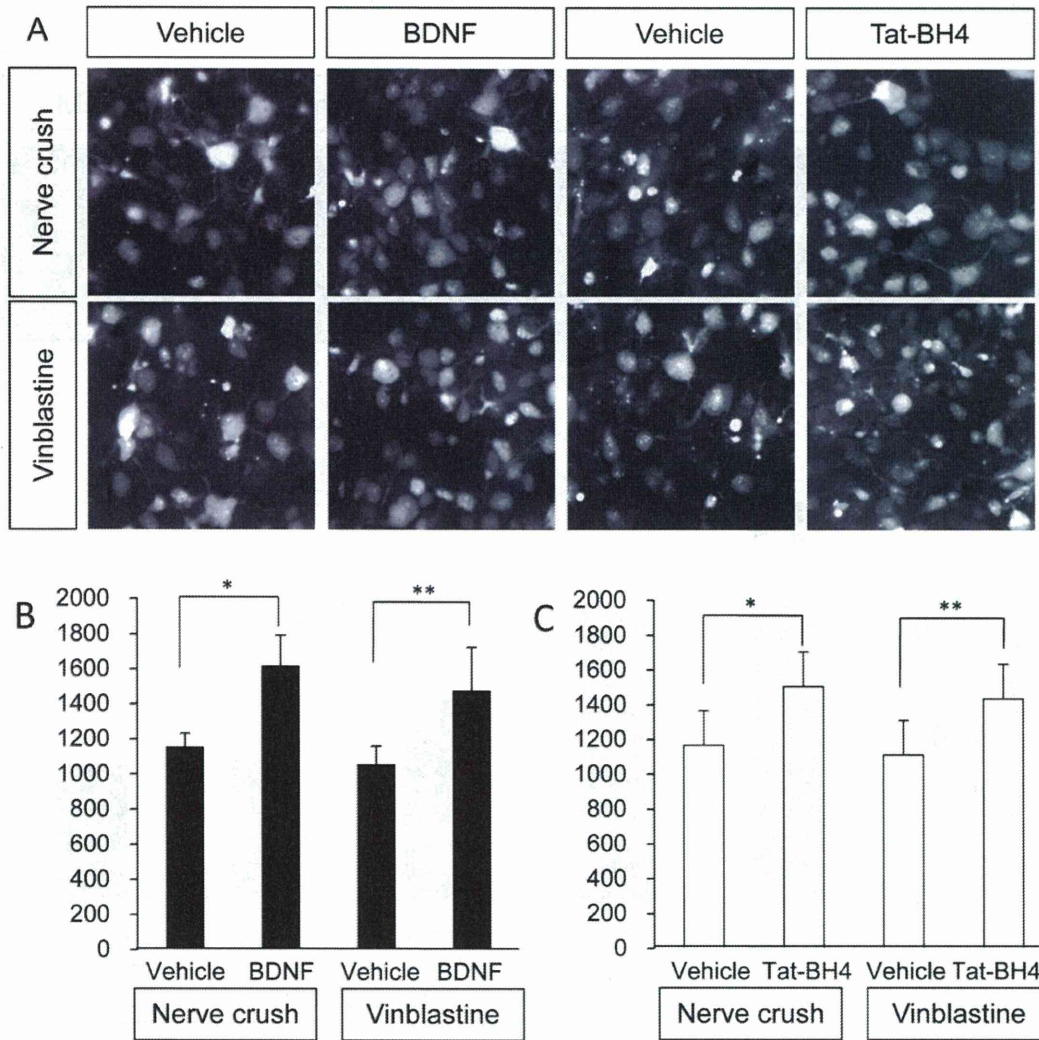 A
Vehicle BDNF Vehicle Tat-BH4
Nerve crush
Vinblastine
B
2000
1800
1600
1400
1200
1000
800
600
400
200
0
* **
Vehicle BDNF Vehicle BDNF
Nerve crush Vinblastine
C
2000
1800
1600
1400
1200
1000
800
600
400
200
0
* **
Vehicle Tat-BH4 Vehicle Tat-BH4
Nerve crush Vinblastine